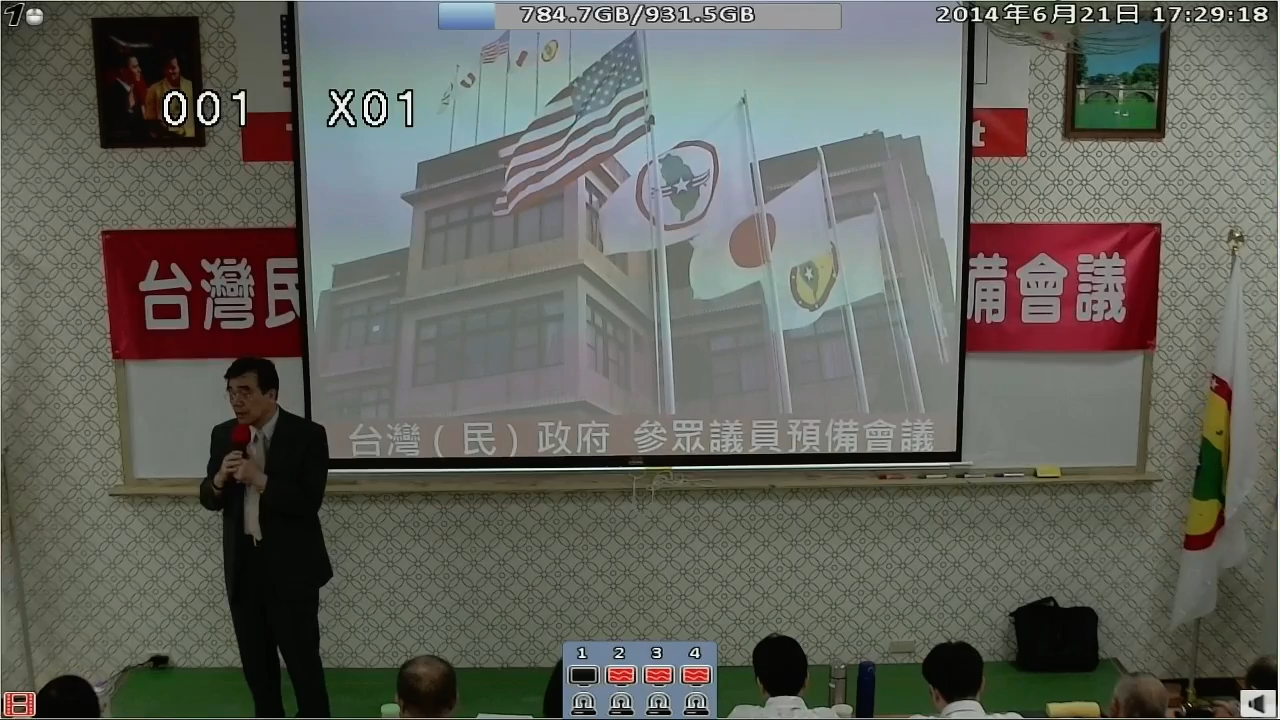 784.7GB/931.5GB
2014年6月21日 17:29:18
001 X01
t
台灣民
備會議
台灣(民)政府 參眾議員預備會議
1 2 3 4